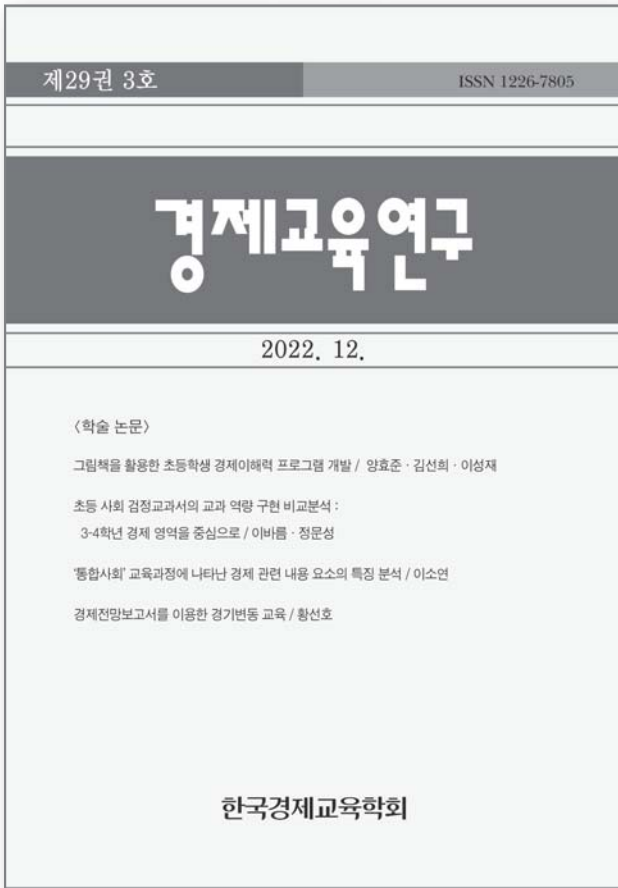 제29권 3호
ISSN 1226-7805
경제교육연구
2022. 12.
〈학술 논문〉
그림책을 활용한 초등학생 경제이해력 프로그램 개발 / 양효준 · 김선희 · 이성재
초등 사회 검정교과서의 교과 역량 구현 비교분석 :
3-4학년 경제 영역을 중심으로 / 이바름 · 정문성
'통합사회' 교육과정에 나타난 경제 관련 내용 요소의 특징 분석 / 이소연
경제전망보고서를 이용한 경기변동 교육 / 황선호
한국경제교육학회